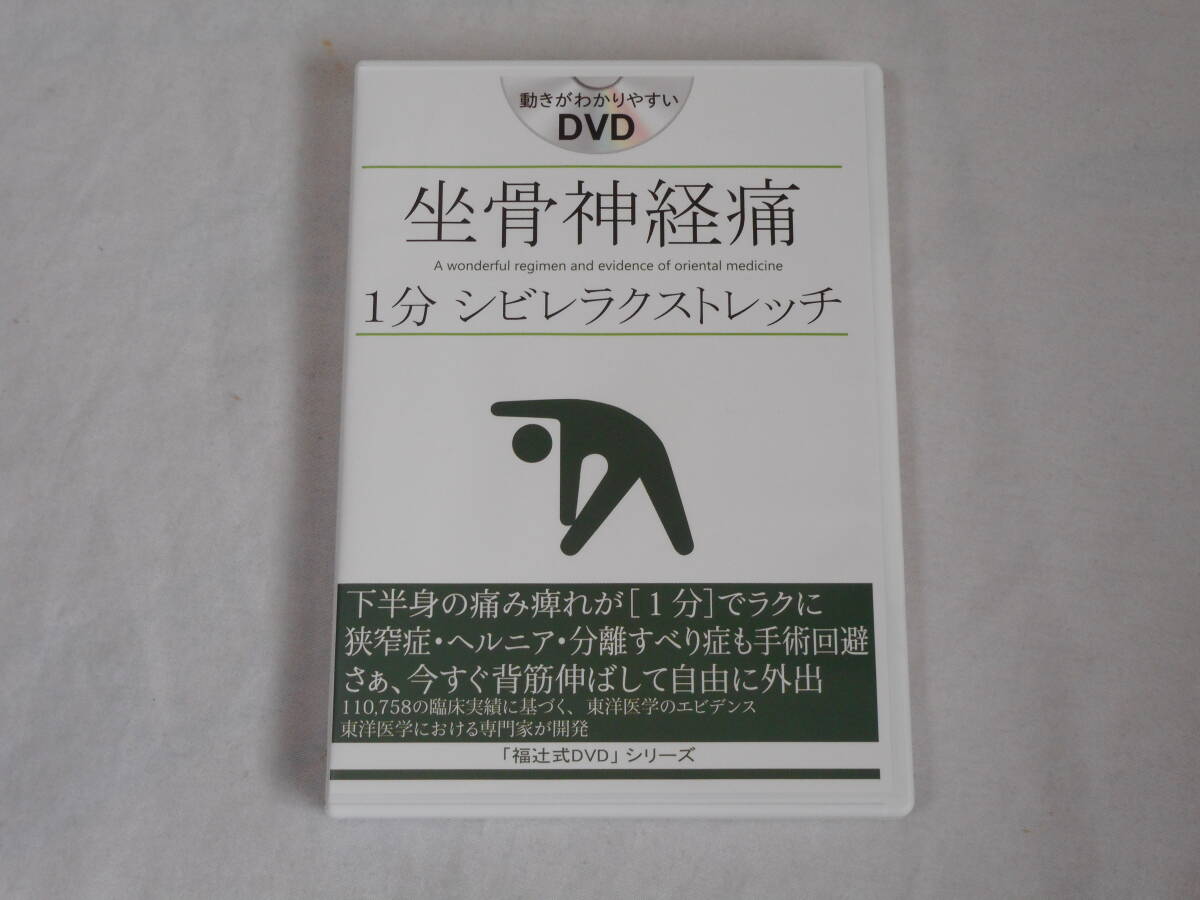 動きがわかりやすい
DVD
坐骨神経痛
A wonderful regimen and evidence of oriental medicine
1分 シビレラクストレッチ
下半身の痛み痺れが[1分]でラクに
狭窄症・ヘルニア・分離すべり症も手術回避
さぁ、今すぐ背筋伸ばして自由に外出
110,758の臨床実績に基づく、東洋医学のエビデンス
東洋医学における専門家が開発
「福辻式DVD」シリーズ